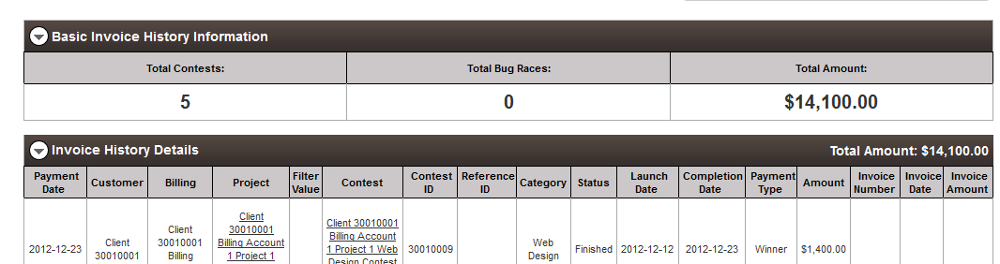 Basic Invoice History Information
Total Contests: Total Bug Races: Total Amount:
5 0 $14,100.00
Invoice History Details Total Amount: $14,100.00
Payment Date Customer Billing Project Filter Value Contest Contest ID Reference ID Category Status Launch Date Completion Date Payment Type Amount Invoice Number Invoice Date Invoice Amount
2012-12-23 Client 30010001 Client 30010001 Billing Client 30010001 Billing Account 1 Project 1 Client 30010001 Billing Account 1 Project 1 Web Design Contest 30010009 Web Design Finished 2012-12-12 2012-12-23 Winner $1,400.00